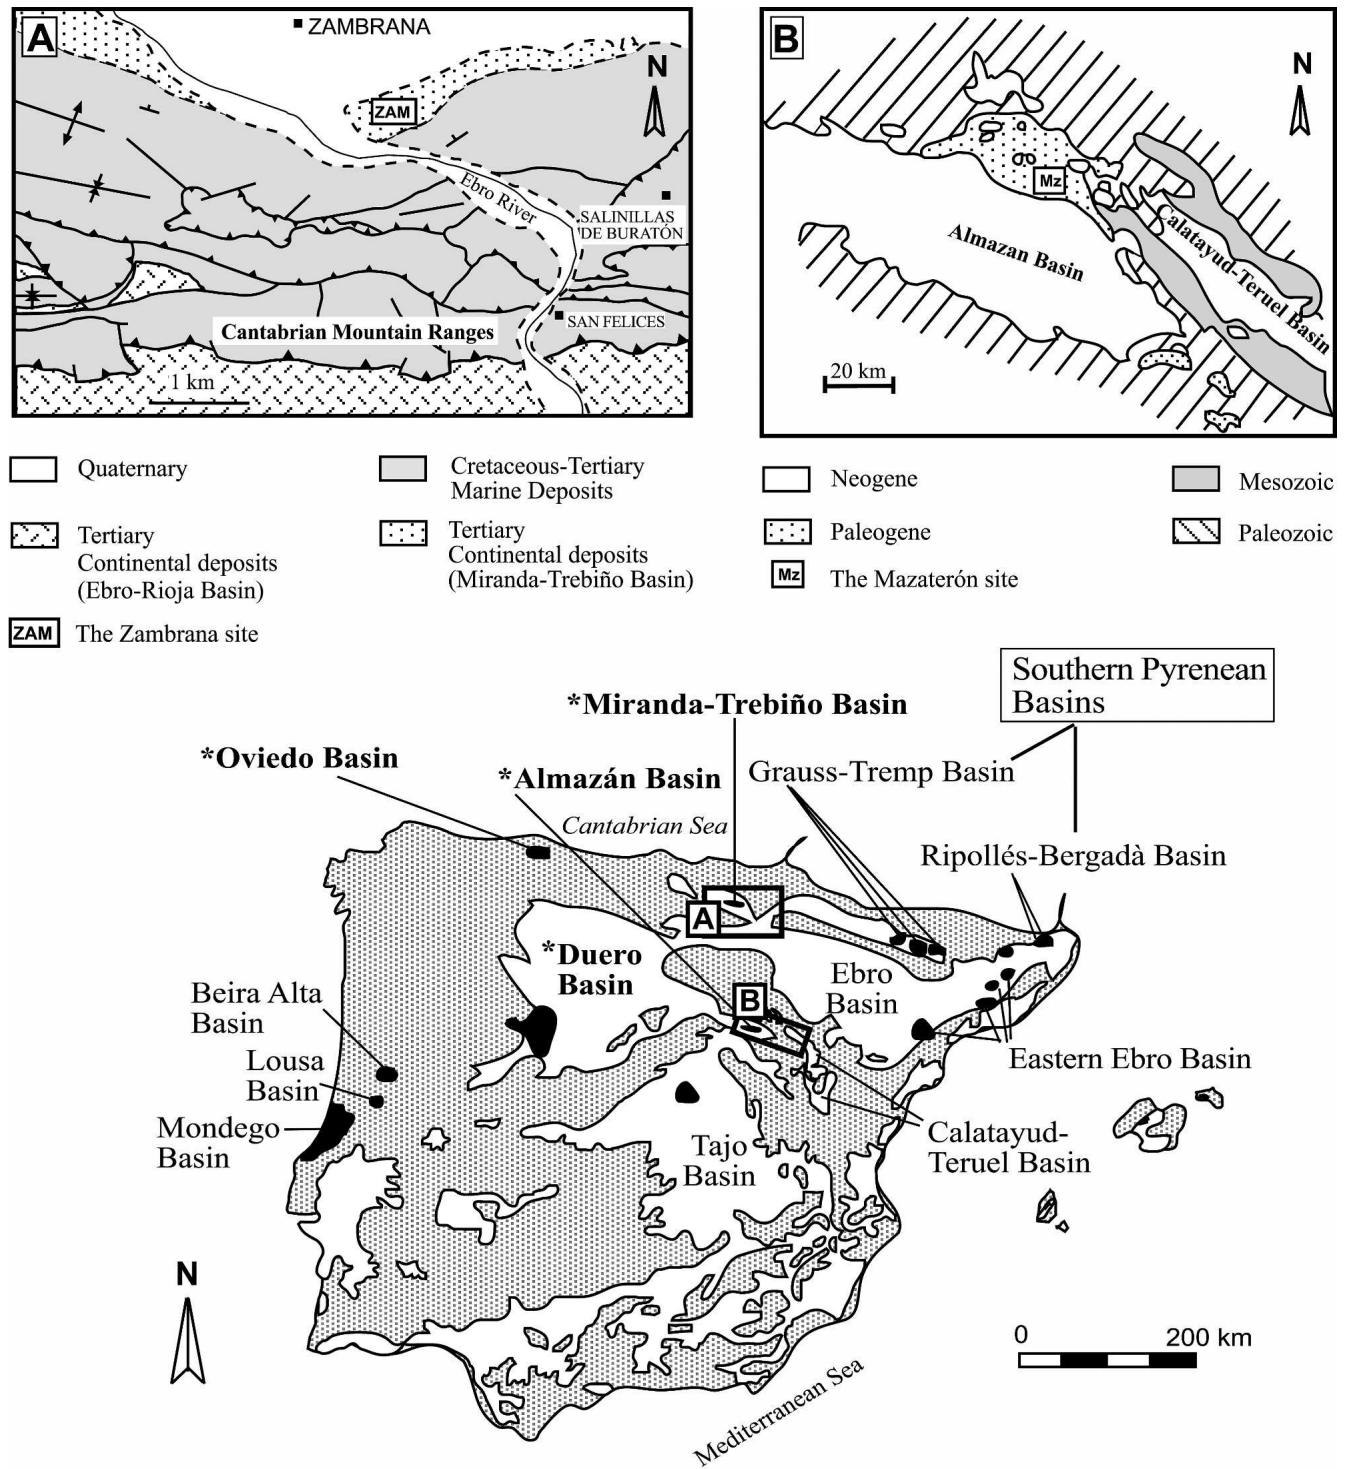 A
ZAMBRANA
N
ZAM
Ebro River
SALINILLAS
DE BURATÓN
SAN FELICES
Cantabrian Mountain Ranges
1 km
B
N
Mz
Almazan Basin
Calatayud-Teruel Basin
20 km
Quaternary
Cretaceous-Tertiary
Marine Deposits
Tertiary
Continental deposits
(Ebro-Rioja Basin)
Tertiary
Continental deposits
(Miranda-Trebiño Basin)
ZAM
The Zambrana site
Neogene
Mesozoic
Paleogene
Paleozoic
Mz
The Mazaterón site
Southern Pyrenean
Basins
*Miranda-Trebiño Basin
*Oviedo Basin
*Almazán Basin
Grauss-Tremp Basin
Cantabrian Sea
Ripollés-Bergadà Basin
A
*Duero
Basin
Ebro
Basin
B
Beira Alta
Basin
Lousa
Basin
Mondego
Basin
Eastern Ebro Basin
Tajo
Basin
Calatayud-
Teruel Basin
N
0 200 km
Mediterranean Sea